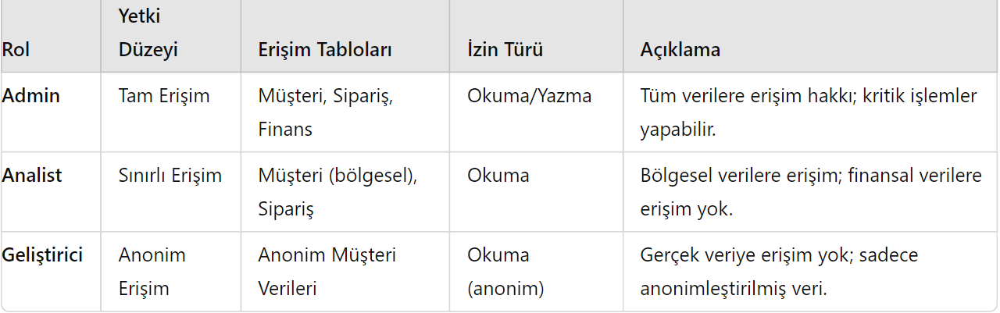 Rol
Yetki
Düzeyi
Erişim Tabloları
İzin Türü
Açıklama
Admin
Tam Erişim
Müşteri, Sipariş,
Finans
Okuma/Yazma
Tüm verilere erişim hakkı; kritik işlemler
yapabilir.
Analist
Sınırlı Erişim
Müşteri (bölgesel),
Sipariş
Okuma
Bölgesel verilere erişim; finansal verilere
erişim yok.
Geliştirici
Anonim
Erişim
Anonim Müşteri
Verileri
Okuma
(anonim)
Gerçek veriye erişim yok; sadece
anonimleştirilmiş veri.